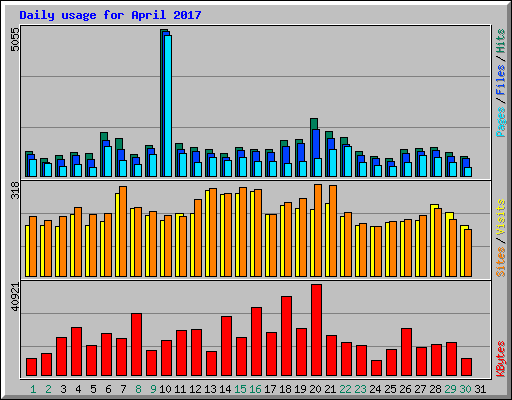 Daily usage for April 2017
5055
Pages / Files / Hits
318
Sites / Visits
40921
KBytes
1 2 3 4 5 6 7 8 9 10 11 12 13 14 15 16 17 18 19 20 21 22 23 24 25 26 27 28 29 30 31